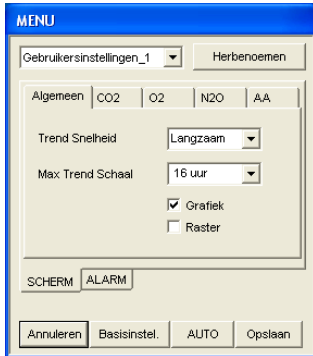 MENU
Gebruikersinstellingen_1 Herbenoemen
Algemeen CO2 O2 N2O AA
Trend Snelheid Langzaam
Max Trend Schaal 16 uur
Grafiek
Raster
SCHERM ALARM
Annuleren Basisinstel. AUTO Opslaan